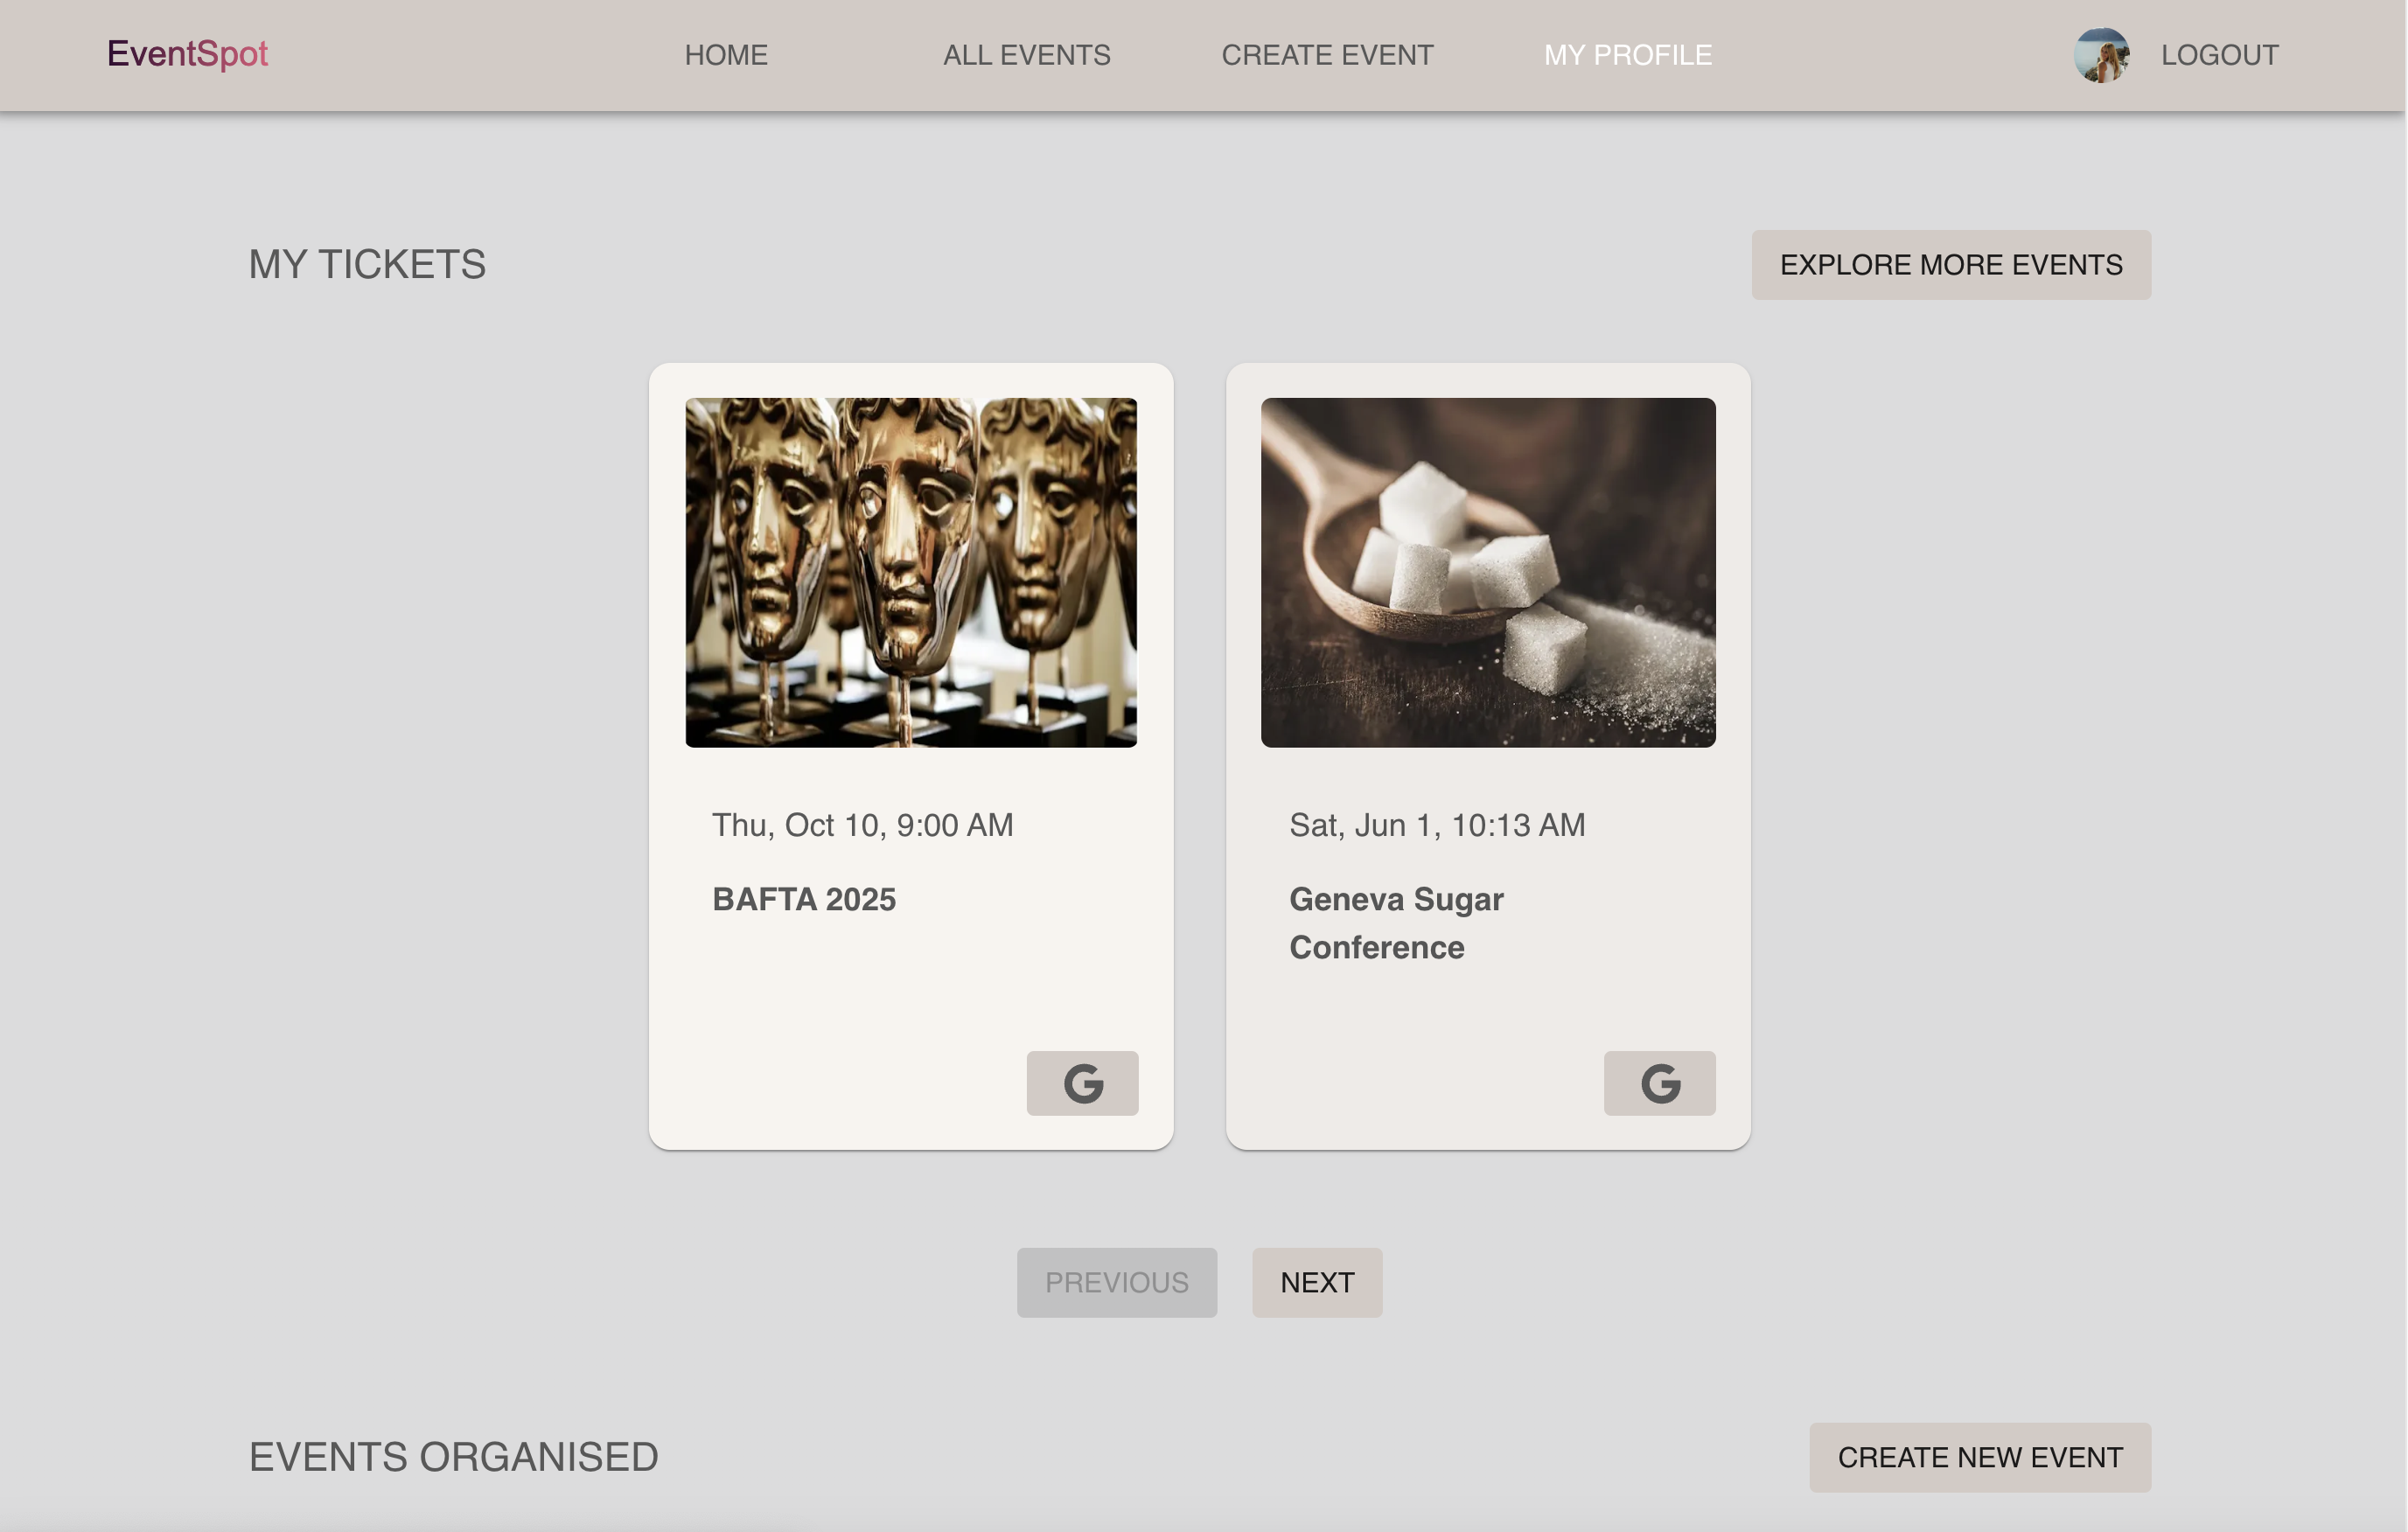 EventSpot
HOME
ALL EVENTS
CREATE EVENT
MY PROFILE
LOGOUT
MY TICKETS
EXPLORE MORE EVENTS
Thu, Oct 10, 9:00 AM
BAFTA 2025
G
Sat, Jun 1, 10:13 AM
Geneva Sugar
Conference
G
PREVIOUS
NEXT
EVENTS ORGANISED
CREATE NEW EVENT